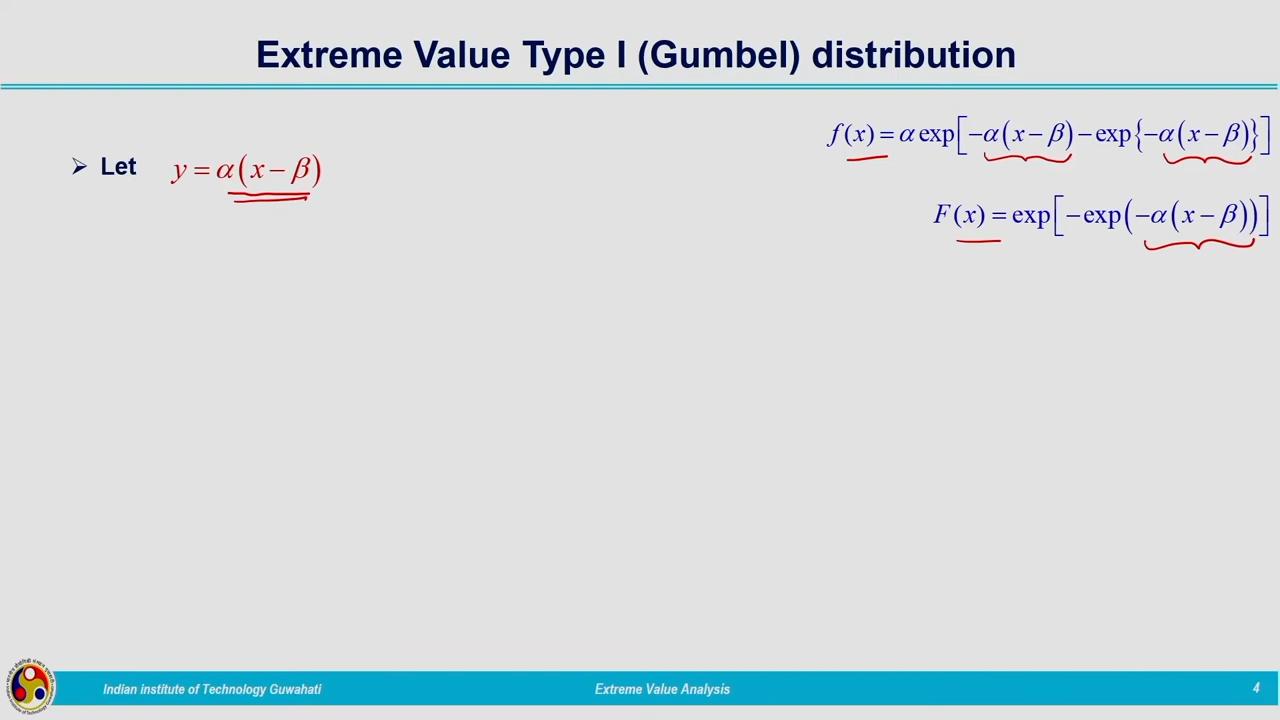 Extreme Value Type I (Gumbel) distribution
➢ Let y = α(x − β)
f(x) = α exp[−α(x − β) − exp{−α(x − β)}]
F(x) = exp[−exp(−α(x − β))]
Indian institute of Technology Guwahati Extreme Value Analysis 4